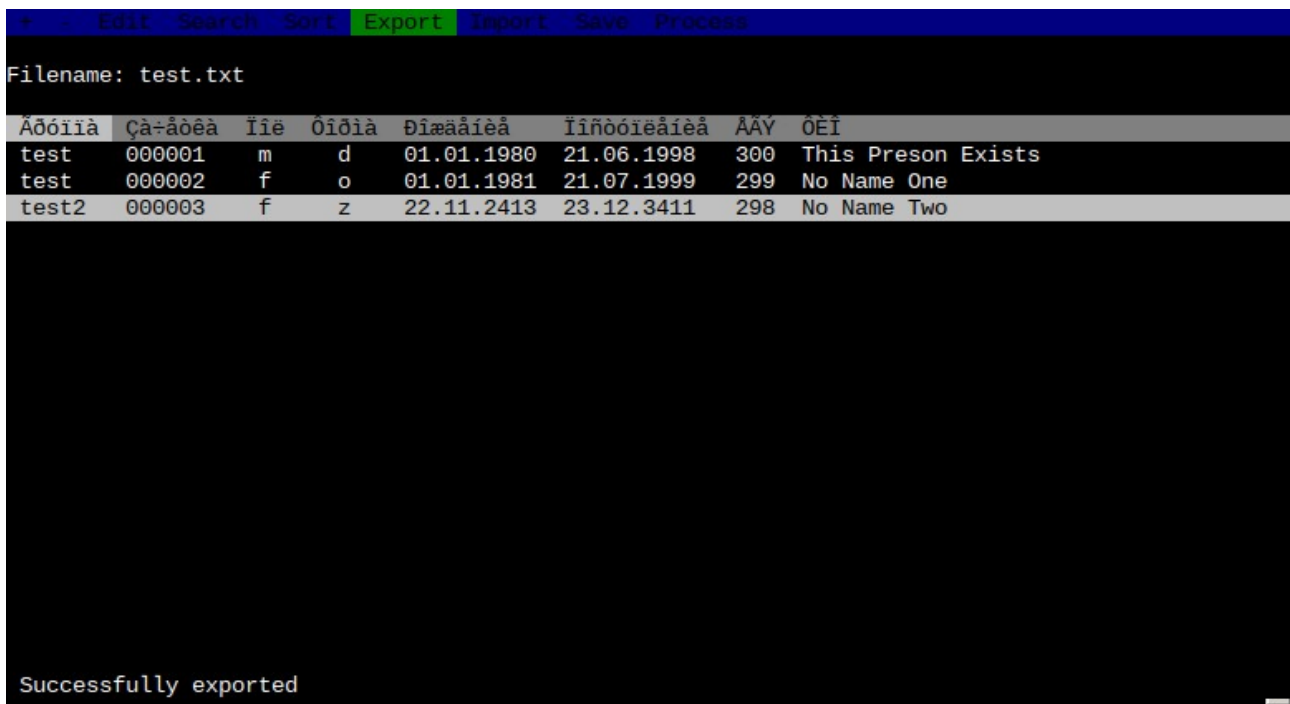 + - Edit Search Sort Export Import Save Process
Filename: test.txt
Ãðóïïà Çà÷åòêà Ïîë Ôîðìà Ðîæäåíèå Ïîñòóïëåíèå ÅÃÝ ÔÈÎ
test 000001 m d 01.01.1980 21.06.1998 300 This Preson Exists
test 000002 f o 01.01.1981 21.07.1999 299 No Name One
test2 000003 f z 22.11.2413 23.12.3411 298 No Name Two
Successfully exported